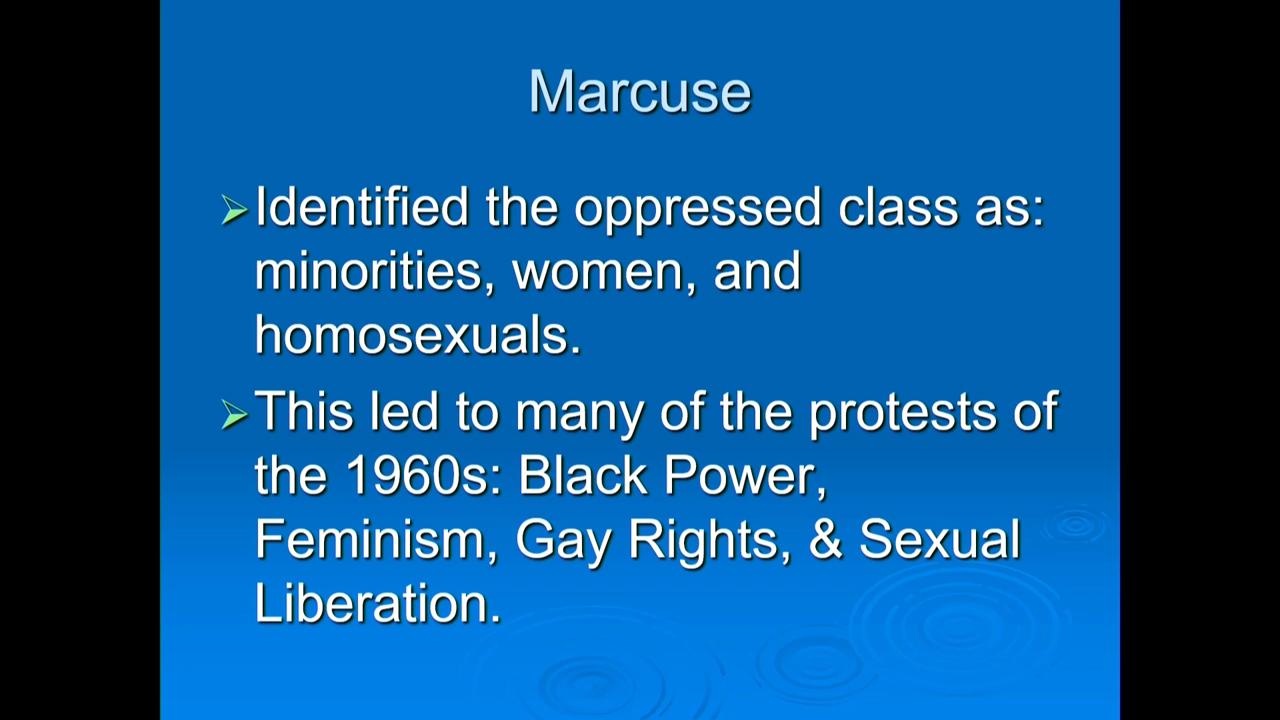 Marcuse
Identified the oppressed class as:
minorities, women, and
homosexuals.
This led to many of the protests of
the 1960s: Black Power,
Feminism, Gay Rights, & Sexual
Liberation.